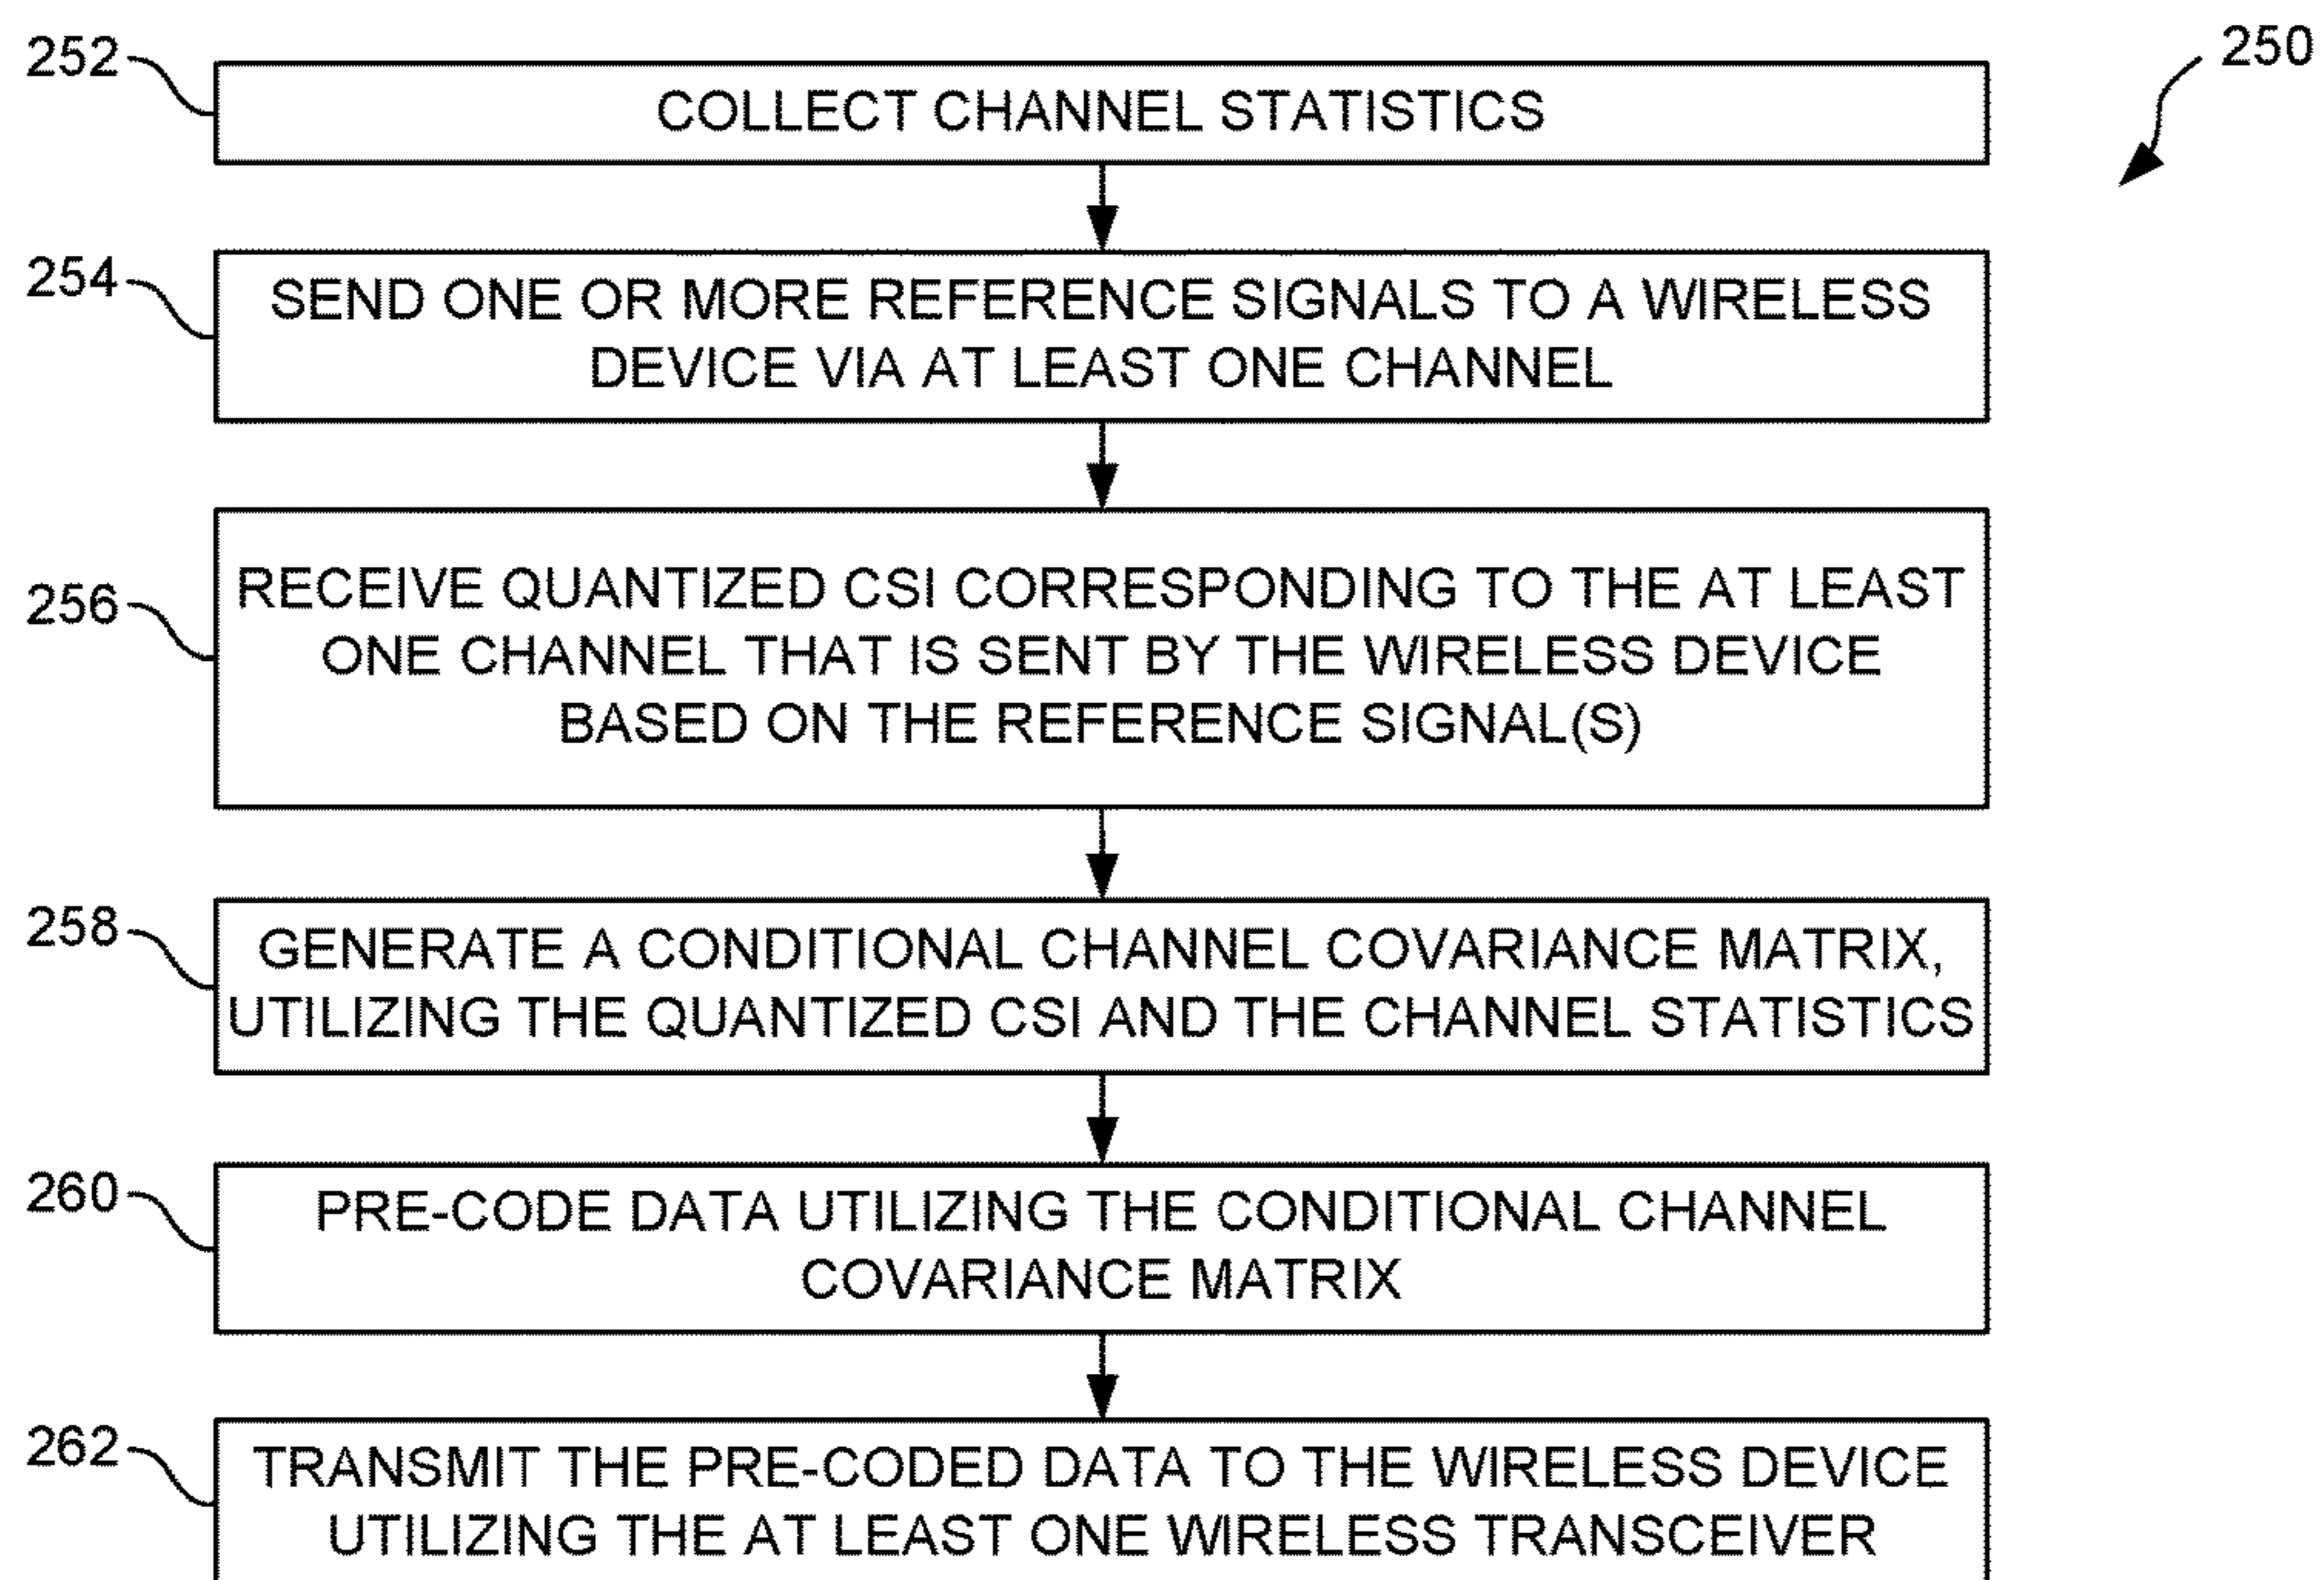 250
252
COLLECT CHANNEL STATISTICS
254
SEND ONE OR MORE REFERENCE SIGNALS TO A WIRELESS
DEVICE VIA AT LEAST ONE CHANNEL
256
RECEIVE QUANTIZED CSI CORRESPONDING TO THE AT LEAST
ONE CHANNEL THAT IS SENT BY THE WIRELESS DEVICE
BASED ON THE REFERENCE SIGNAL(S)
258
GENERATE A CONDITIONAL CHANNEL COVARIANCE MATRIX,
UTILIZING THE QUANTIZED CSI AND THE CHANNEL STATISTICS
260
PRE-CODE DATA UTILIZING THE CONDITIONAL CHANNEL
COVARIANCE MATRIX
262
TRANSMIT THE PRE-CODED DATA TO THE WIRELESS DEVICE
UTILIZING THE AT LEAST ONE WIRELESS TRANSCEIVER